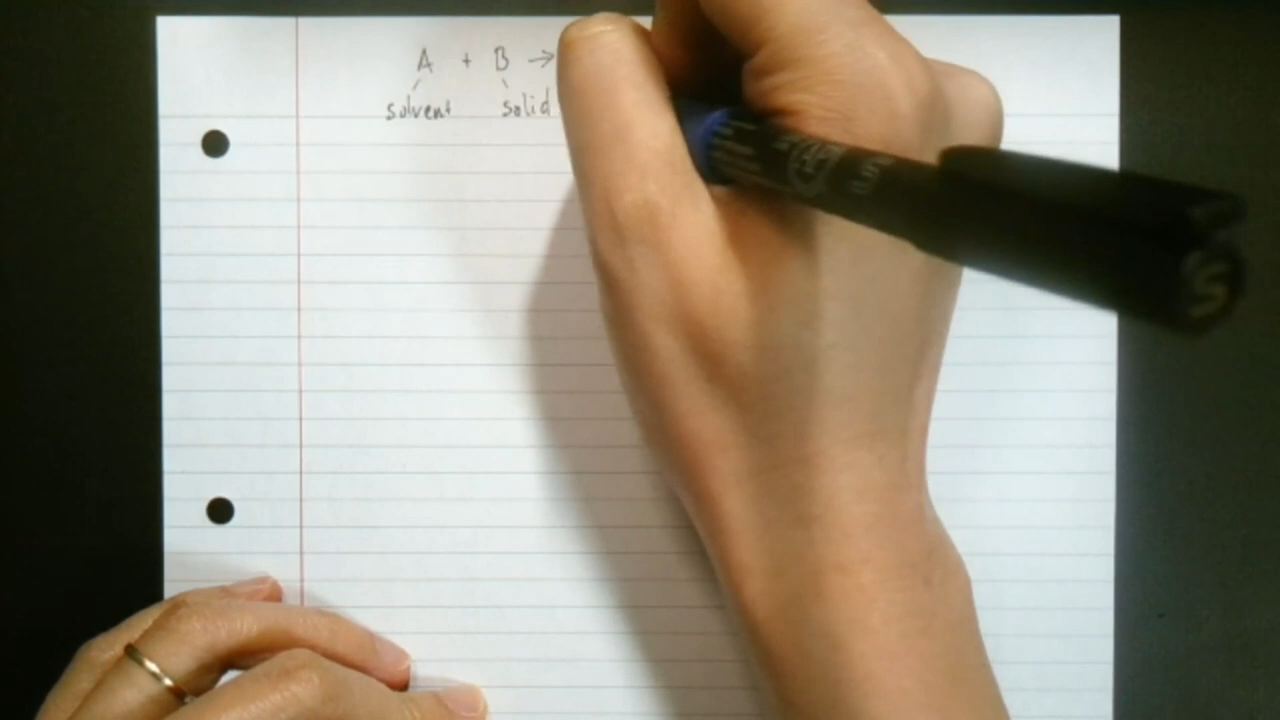 A + B →
solvent solid
S